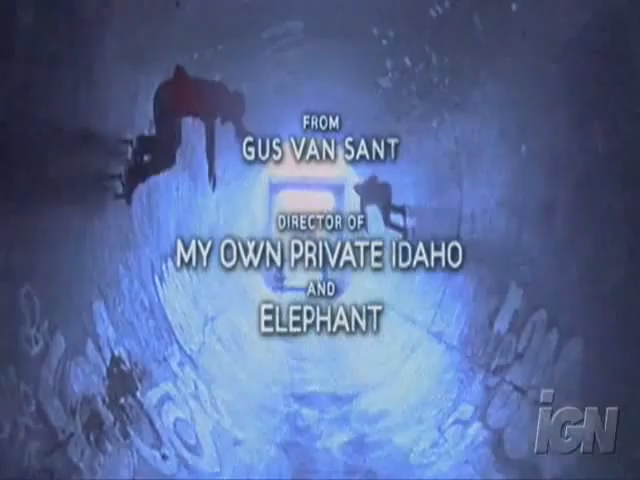 FROM
GUS VAN SANT
DIRECTOR OF
MY OWN PRIVATE IDAHO
AND
ELEPHANT
IGN